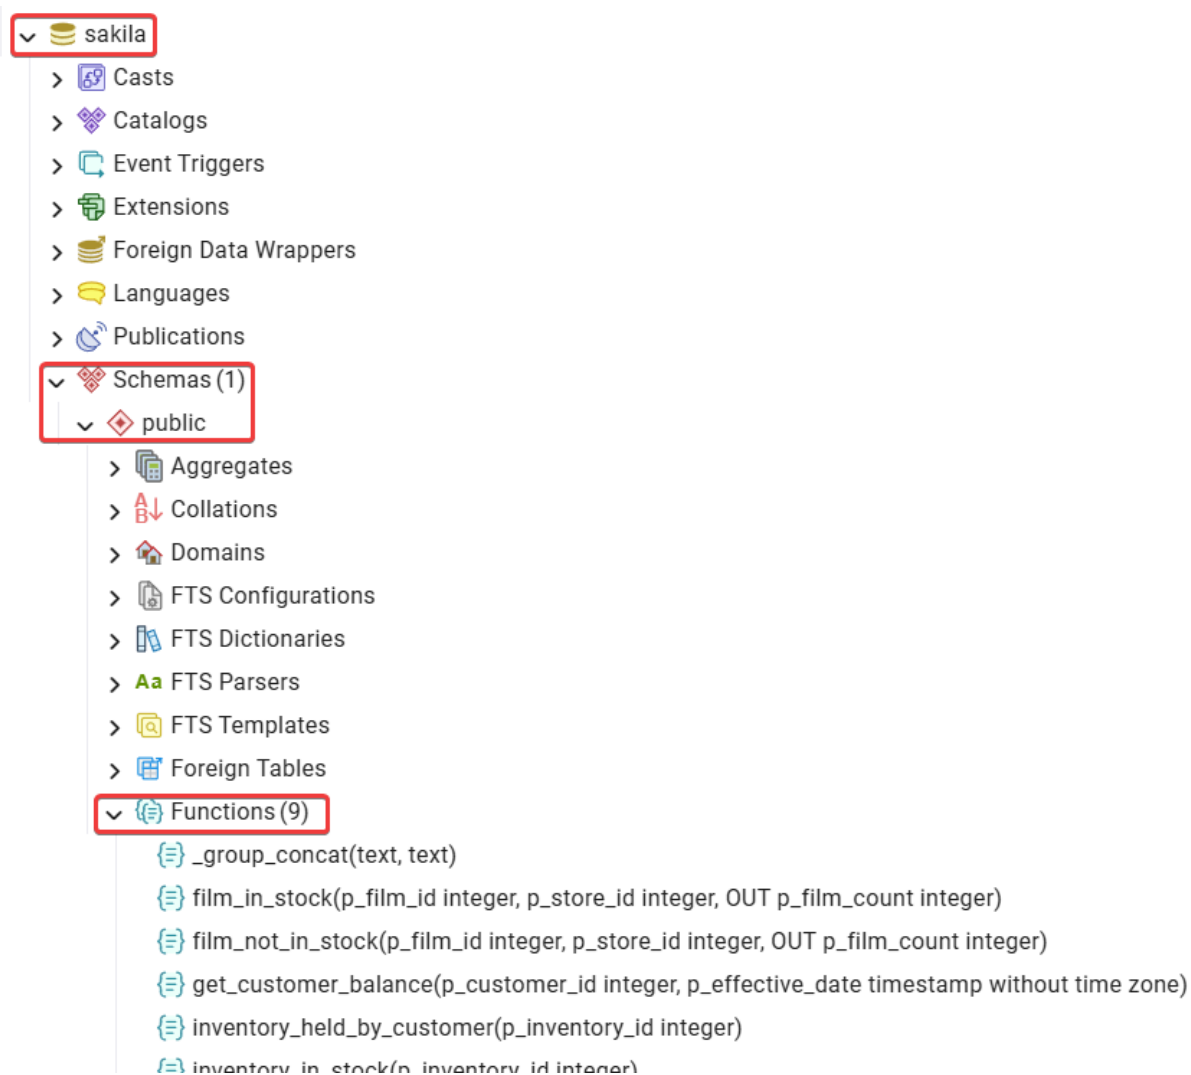 sakila
Casts
Catalogs
Event Triggers
Extensions
Foreign Data Wrappers
Languages
Publications
Schemas (1)
public
Aggregates
Collations
Domains
FTS Configurations
FTS Dictionaries
Aa FTS Parsers
FTS Templates
Foreign Tables
Functions (9)
_group_concat(text, text)
film_in_stock(p_film_id integer, p_store_id integer, OUT p_film_count integer)
film_not_in_stock(p_film_id integer, p_store_id integer, OUT p_film_count integer)
get_customer_balance(p_customer_id integer, p_effective_date timestamp without time zone)
inventory_held_by_customer(p_inventory_id integer)
inventory_in_stock(p_inventory_id integer)